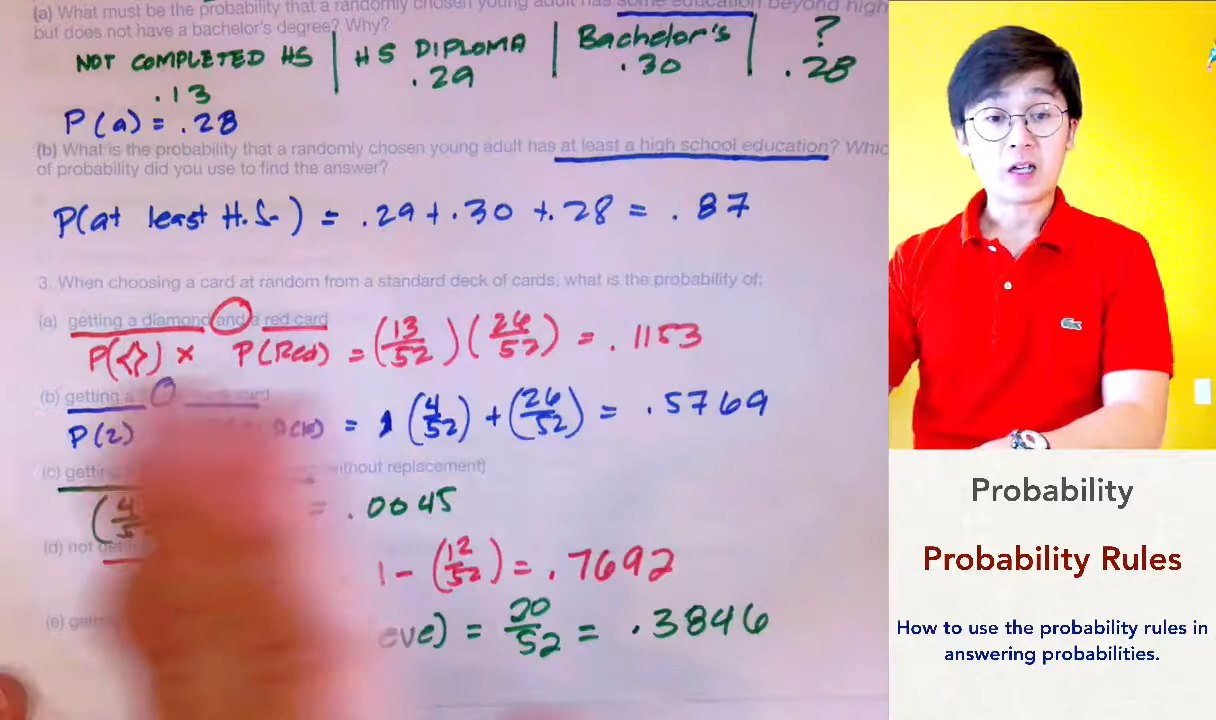 (a) What must be the probability that a randomly chosen young adult has some education beyond high
but does not have a bachelor's degree? Why?
NOT COMPLETED HS | HS DIPLOMA | Bachelor's | ?
.13 .29 .30 .28
P(a) = .28
(b) What is the probability that a randomly chosen young adult has at least a high school education? Whic
of probability did you use to find the answer?
P(at least H.S.) = .29 + .30 + .28 = .87
3. When choosing a card at random from a standard deck of cards, what is the probability of:
(a) getting a diamond and a red card
P(◇) × P(Red) = (13/52)(26/52) = .1153
(b) getting a
P(2) = (4/52) + (26/52) = .5769
(c) getting without replacement)
= .0045
(d) not
1 - (12/52) = .7692
(e)
eve) = 20/52 = .3846
Probability
Probability Rules
How to use the probability rules in
answering probabilities.